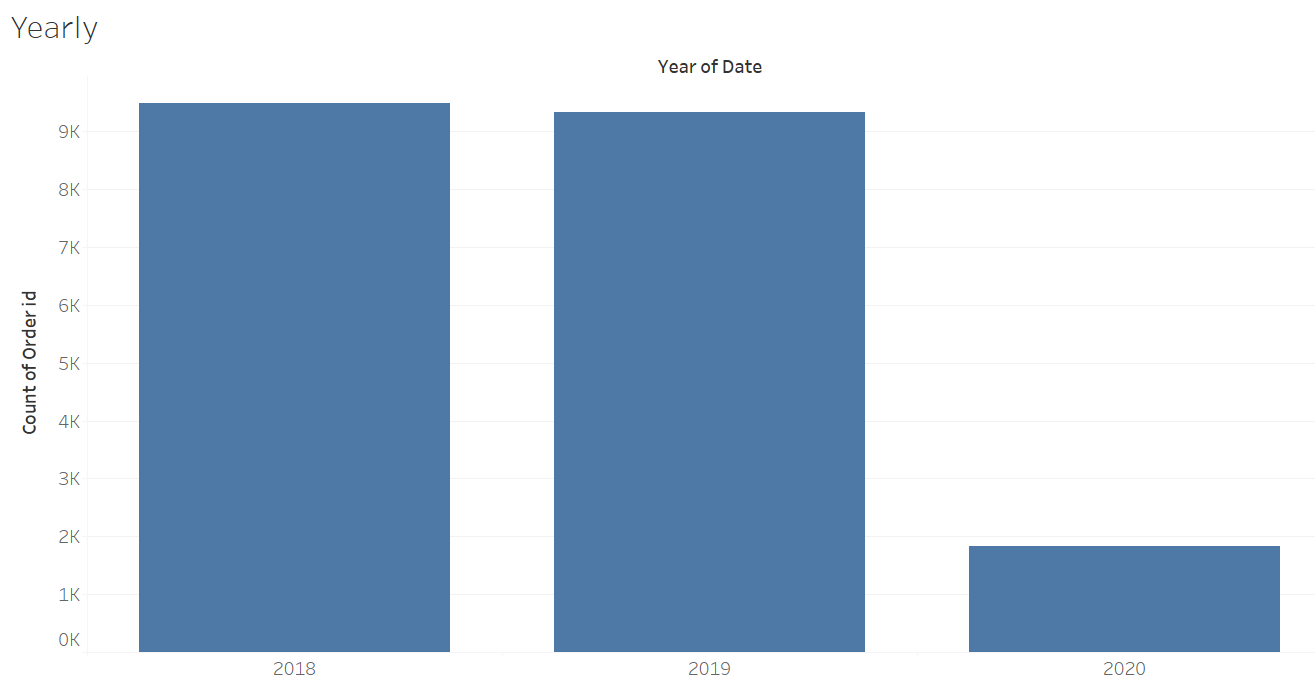 Yearly
Year of Date
Count of Order id
9K
8K
7K
6K
5K
4K
3K
2K
1K
0K
2018 2019 2020